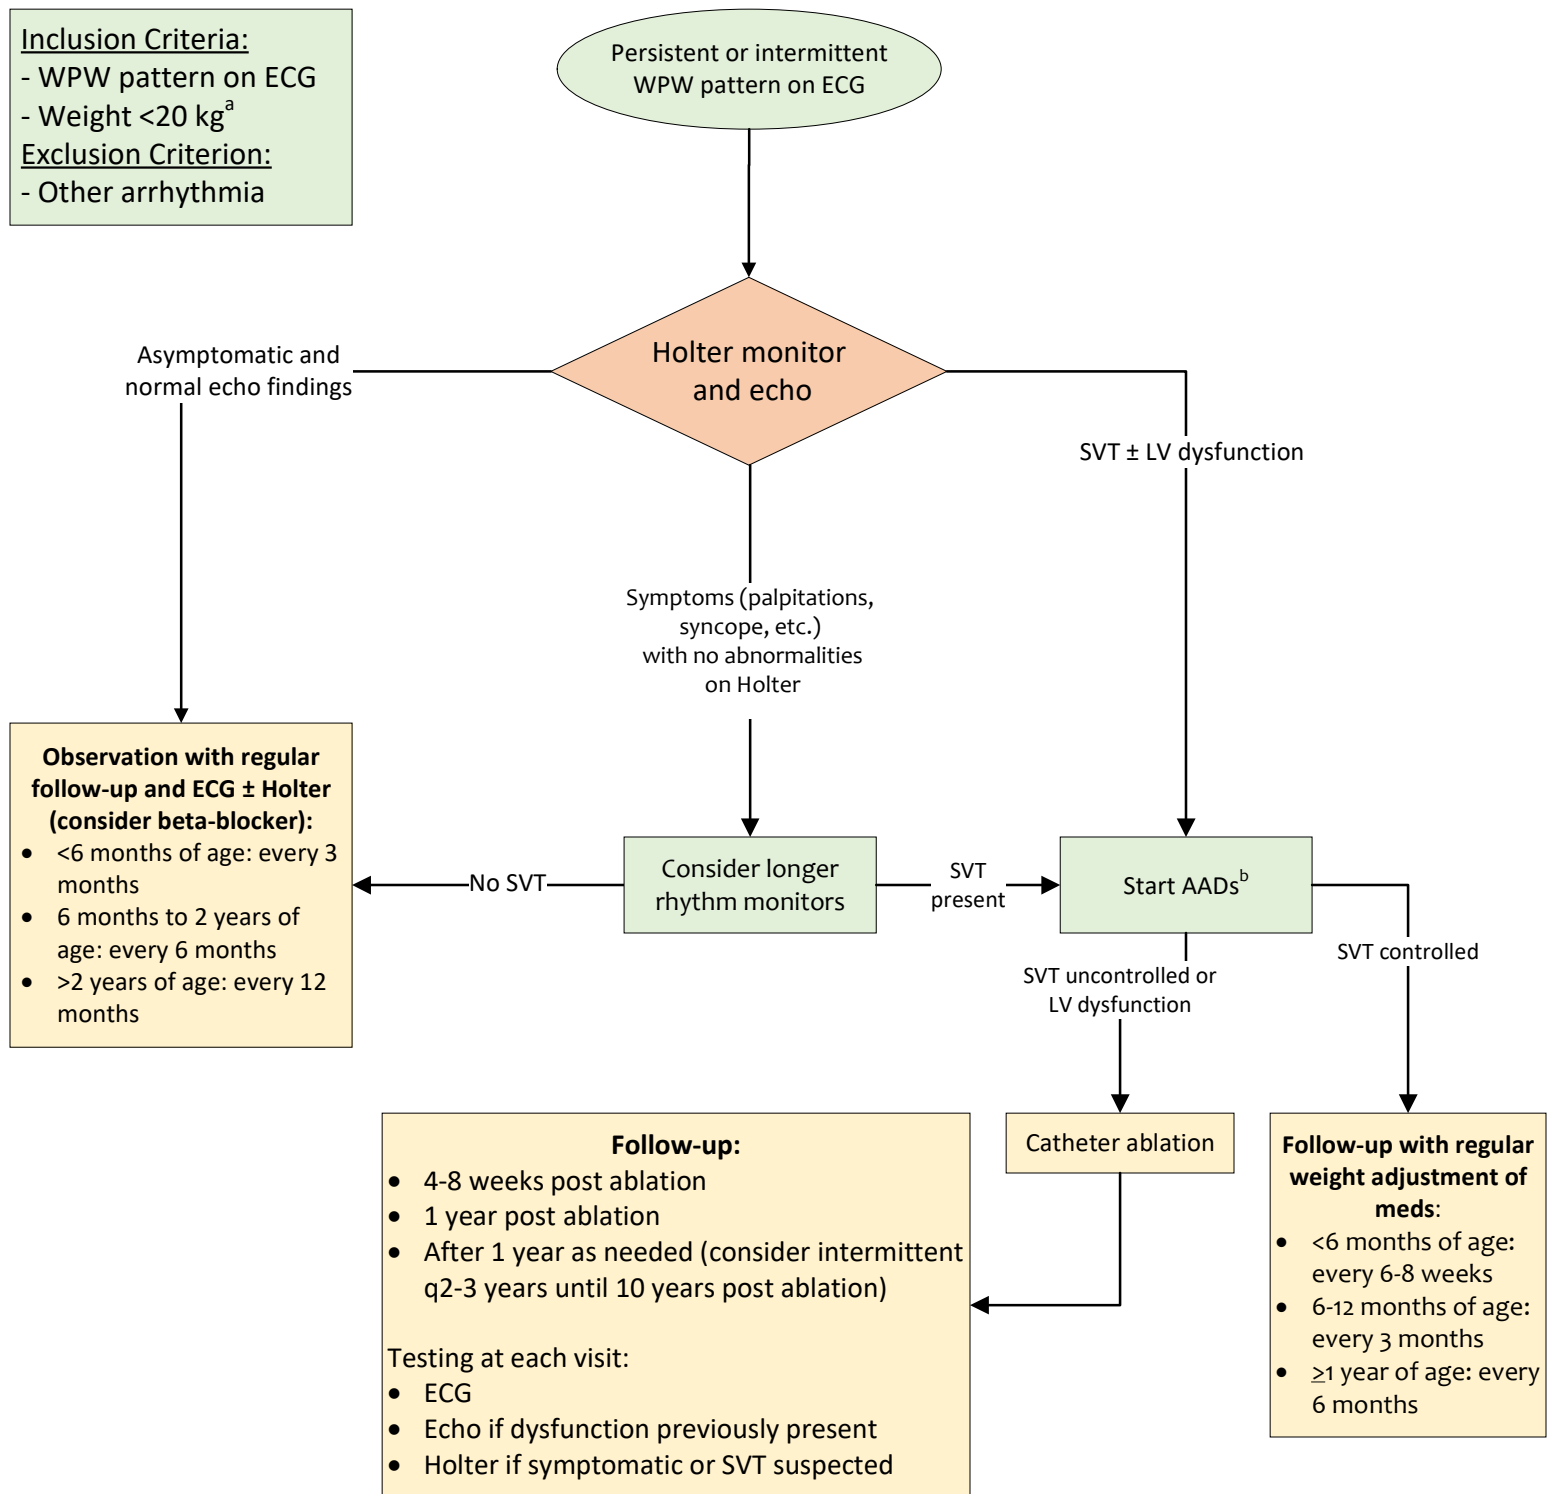 Inclusion Criteria:
- WPW pattern on ECG
- Weight <20 kgᵃ
Exclusion Criterion:
- Other arrhythmia
Persistent or intermittent
WPW pattern on ECG
Holter monitor
and echo
Asymptomatic and
normal echo findings
SVT ± LV dysfunction
Symptoms (palpitations,
syncope, etc.)
with no abnormalities
on Holter
Observation with regular
follow-up and ECG ± Holter
(consider beta-blocker):
• <6 months of age: every 3
months
• 6 months to 2 years of
age: every 6 months
• >2 years of age: every 12
months
No SVT
Consider longer
rhythm monitors
SVT
present
Start AADsᵇ
SVT uncontrolled or
LV dysfunction
SVT controlled
Follow-up:
• 4-8 weeks post ablation
• 1 year post ablation
• After 1 year as needed (consider intermittent
q2-3 years until 10 years post ablation)
Testing at each visit:
• ECG
• Echo if dysfunction previously present
• Holter if symptomatic or SVT suspected
Catheter ablation
Follow-up with regular
weight adjustment of
meds:
• <6 months of age:
every 6-8 weeks
• 6-12 months of age:
every 3 months
• ≥1 year of age: every
6 months